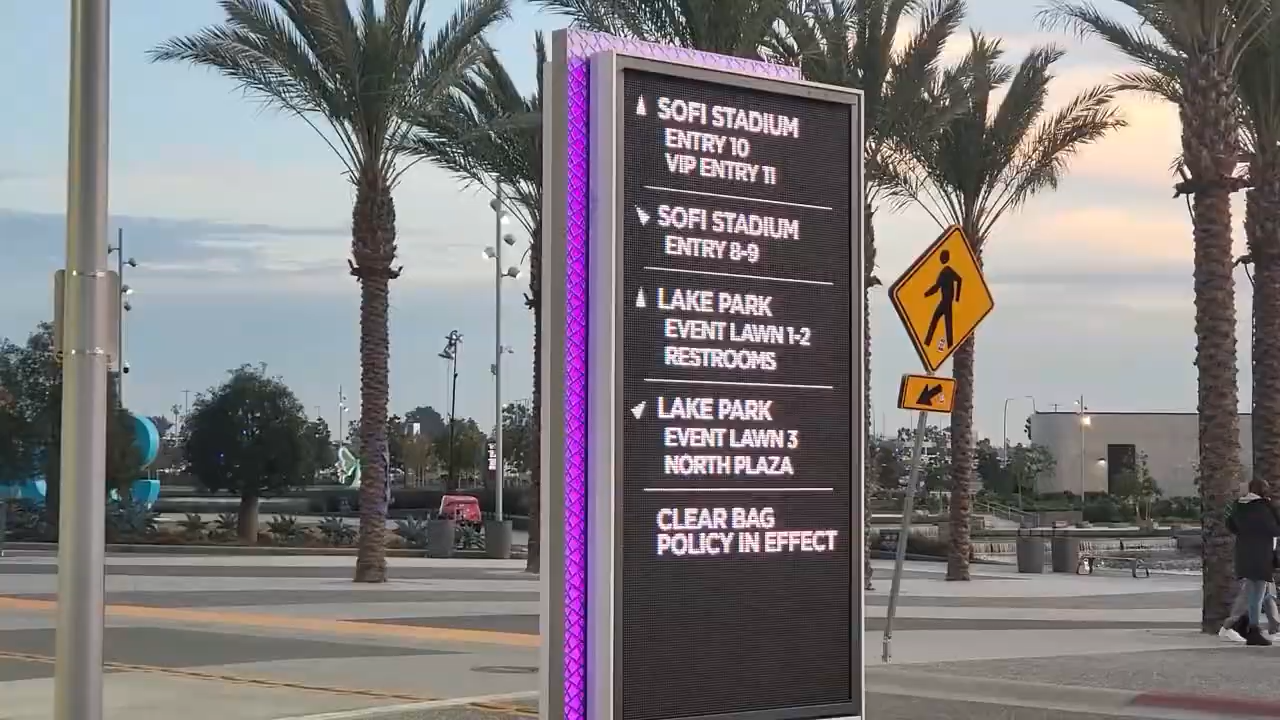 SOFI STADIUM
ENTRY 10
VIP ENTRY 11
SOFI STADIUM
ENTRY 8-9
LAKE PARK
EVENT LAWN 1-2
RESTROOMS
LAKE PARK
EVENT LAWN 3
NORTH PLAZA
CLEAR BAG
POLICY IN EFFECT